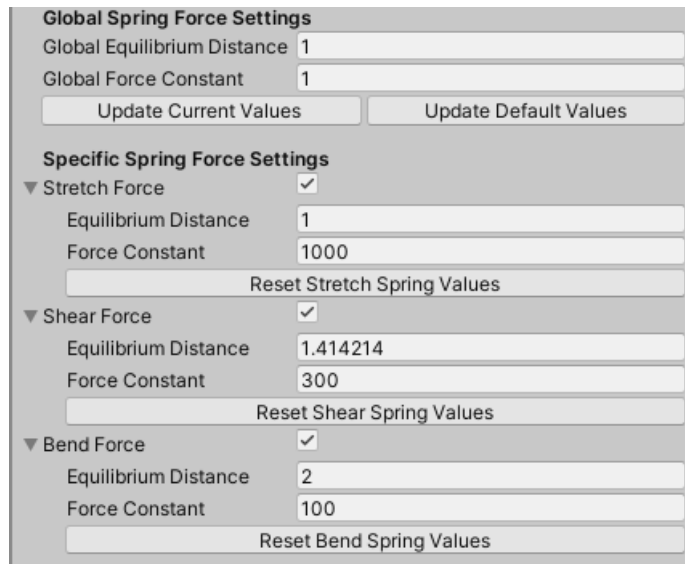 Global Spring Force Settings
Global Equilibrium Distance 1
Global Force Constant 1
Update Current Values Update Default Values
Specific Spring Force Settings
Stretch Force
Equilibrium Distance 1
Force Constant 1000
Reset Stretch Spring Values
Shear Force
Equilibrium Distance 1.414214
Force Constant 300
Reset Shear Spring Values
Bend Force
Equilibrium Distance 2
Force Constant 100
Reset Bend Spring Values